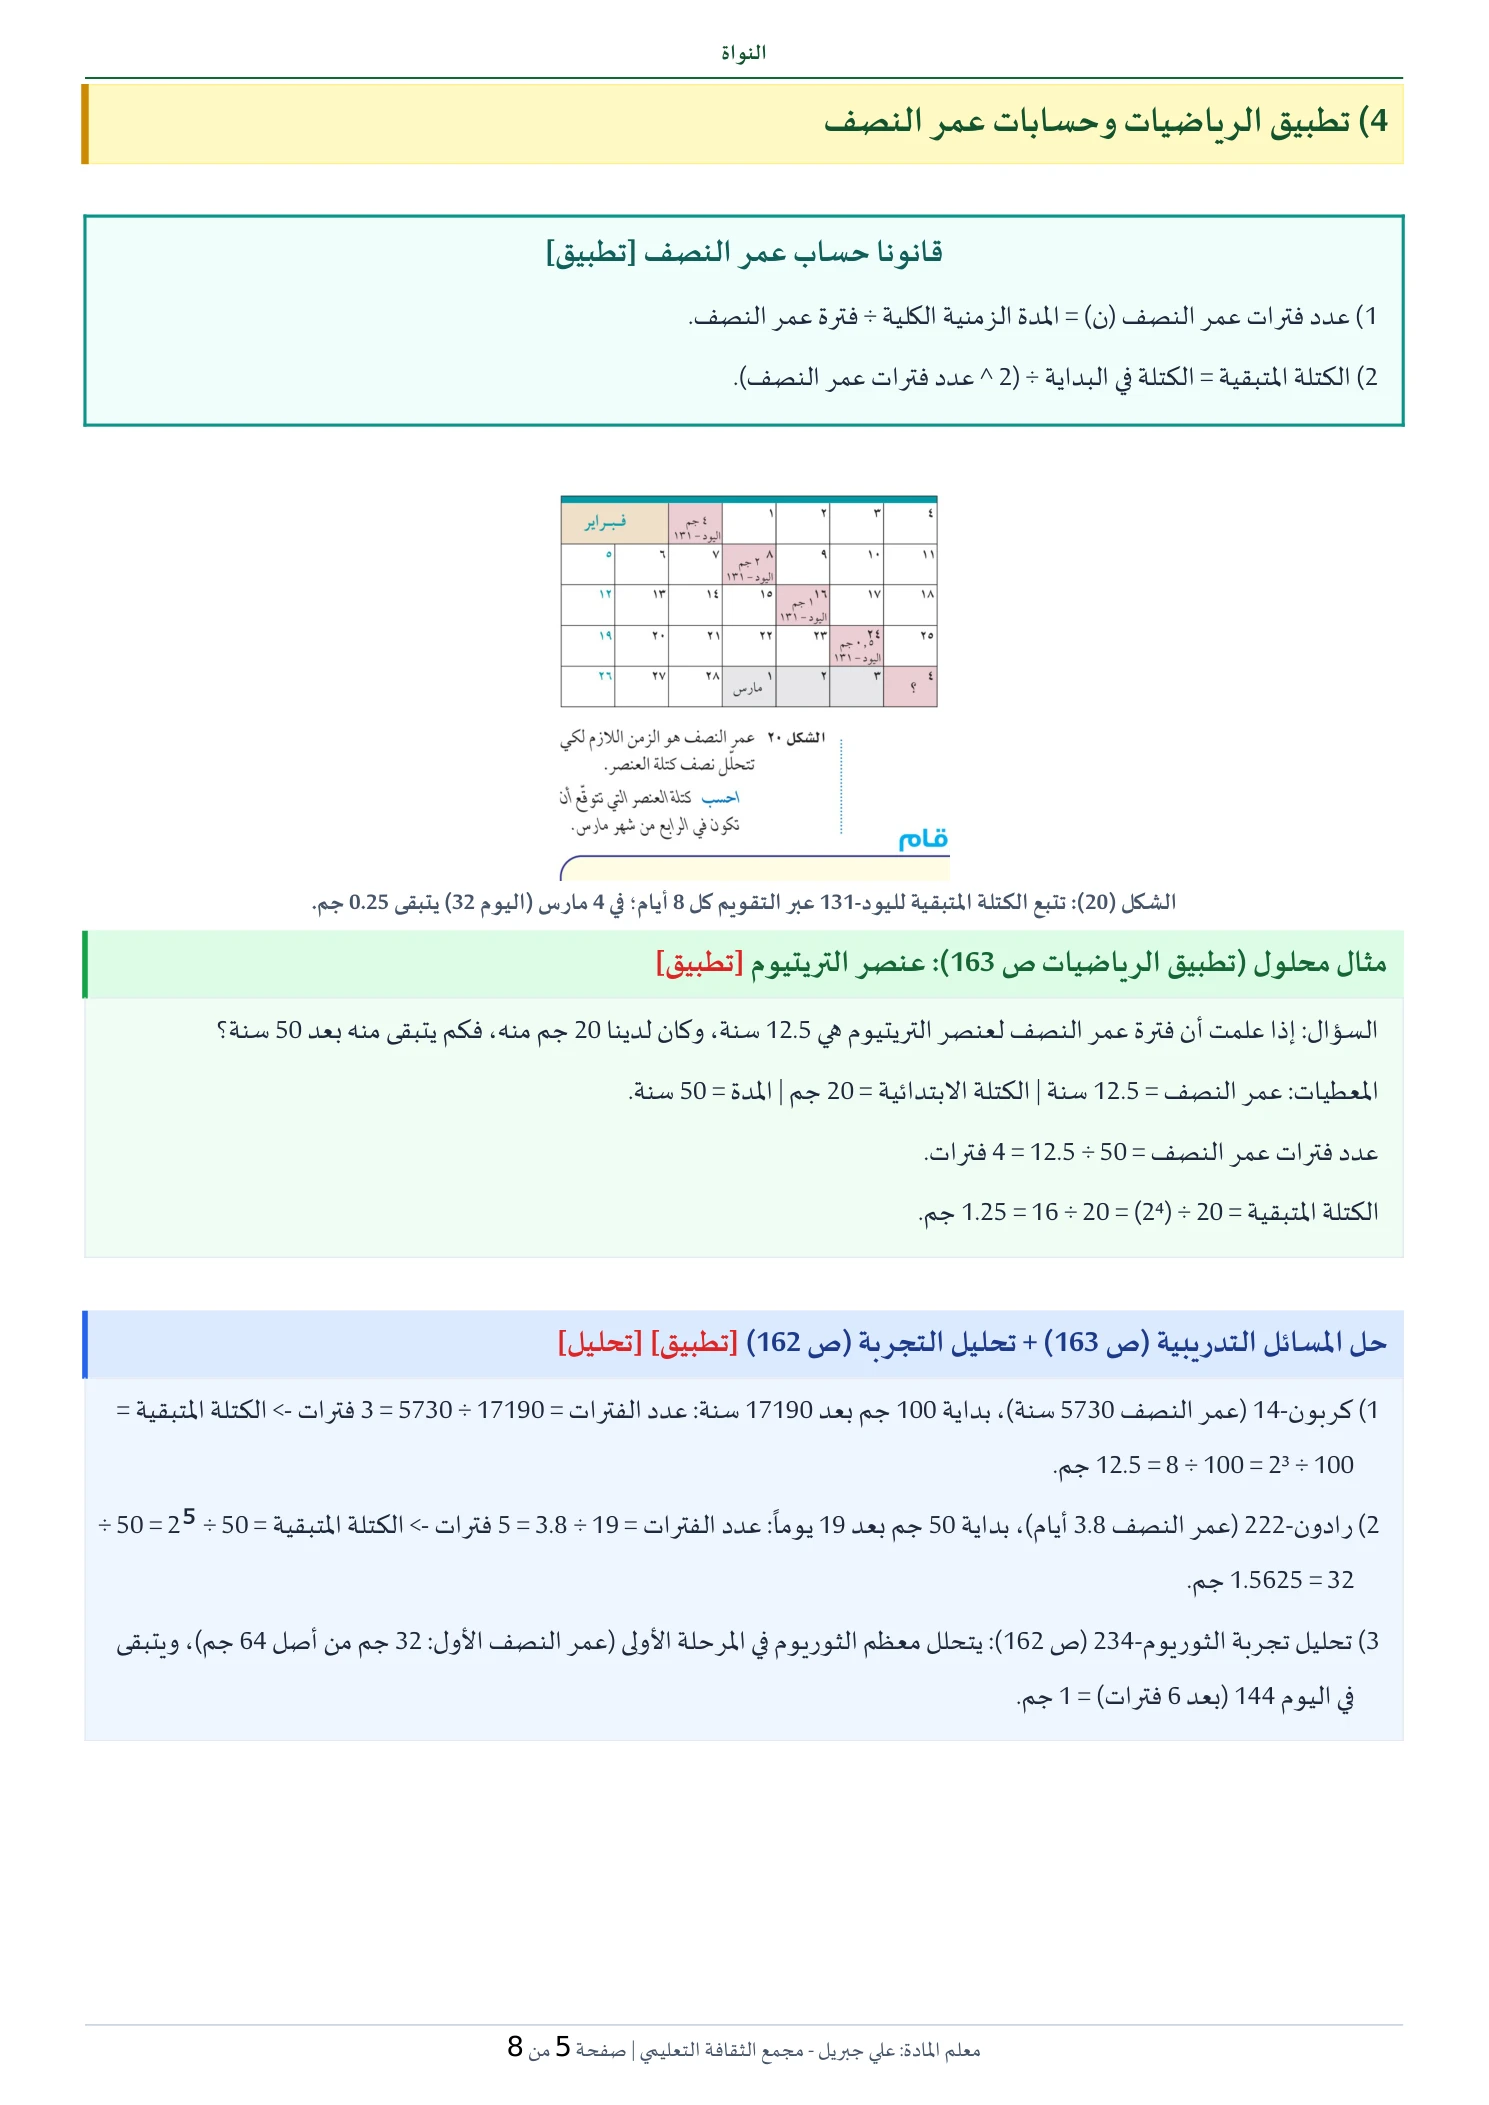 النواة
4) تطبيق الرياضيات وحسابات عمر النصف
قانونا حساب عمر النصف [تطبيق]
1) عدد فترات عمر النصف (ن) = المدة الزمنية الكلية ÷ فترة عمر النصف.
2) الكتلة المتبقية = الكتلة في البداية ÷ (2 ^ عدد فترات عمر النصف).
فبراير ٤ جم اليود - ١٣١ ١ ٢ ٣ ٤
٥ ٦ ٧ ٨ ٢ جم اليود - ١٣١ ٩ ١٠ ١١
١٢ ١٣ ١٤ ١٥ ١٦ ١ جم اليود - ١٣١ ١٧ ١٨
١٩ ٢٠ ٢١ ٢٢ ٢٣ ٢٤ ٠,٥ جم اليود - ١٣١ ٢٥
٢٦ ٢٧ ٢٨ ١ مارس ٢ ٣ ٤ ؟
الشكل ٢٠ عمر النصف هو الزمن اللازم لكي
تتحلّل نصف كتلة العنصر.
احسب كتلة العنصر التي تتوقّع أن
تكون في الرابع من شهر مارس.
قام
الشكل (20): تتبع الكتلة المتبقية لليود-131 عبر التقويم كل 8 أيام؛ في 4 مارس (اليوم 32) يتبقى 0.25 جم.
مثال محلول (تطبيق الرياضيات ص 163): عنصر التريتيوم [تطبيق]
السؤال: إذا علمت أن فترة عمر النصف لعنصر التريتيوم هي 12.5 سنة، وكان لدينا 20 جم منه، فكم يتبقى منه بعد 50 سنة؟
المعطيات: عمر النصف = 12.5 سنة | الكتلة الابتدائية = 20 جم | المدة = 50 سنة.
عدد فترات عمر النصف = 50 ÷ 12.5 = 4 فترات.
الكتلة المتبقية = 20 ÷ (2⁴) = 20 ÷ 16 = 1.25 جم.
حل المسائل التدريبية (ص 163) + تحليل التجربة (ص 162) [تطبيق] [تحليل]
1) كربون-14 (عمر النصف 5730 سنة)، بداية 100 جم بعد 17190 سنة: عدد الفترات = 17190 ÷ 5730 = 3 فترات -> الكتلة المتبقية =
100 ÷ 2³ = 100 ÷ 8 = 12.5 جم.
2) رادون-222 (عمر النصف 3.8 أيام)، بداية 50 جم بعد 19 يوماً: عدد الفترات = 19 ÷ 3.8 = 5 فترات -> الكتلة المتبقية = 50 ÷ 2⁵ = 50 ÷
32 = 1.5625 جم.
3) تحليل تجربة الثوريوم-234 (ص 162): يتحلل معظم الثوريوم في المرحلة الأولى (عمر النصف الأول: 32 جم من أصل 64 جم)، ويتبقى
في اليوم 144 (بعد 6 فترات) = 1 جم.
معلم المادة: علي جبريل - مجمع الثقافة التعليمي | صفحة 5 من 8